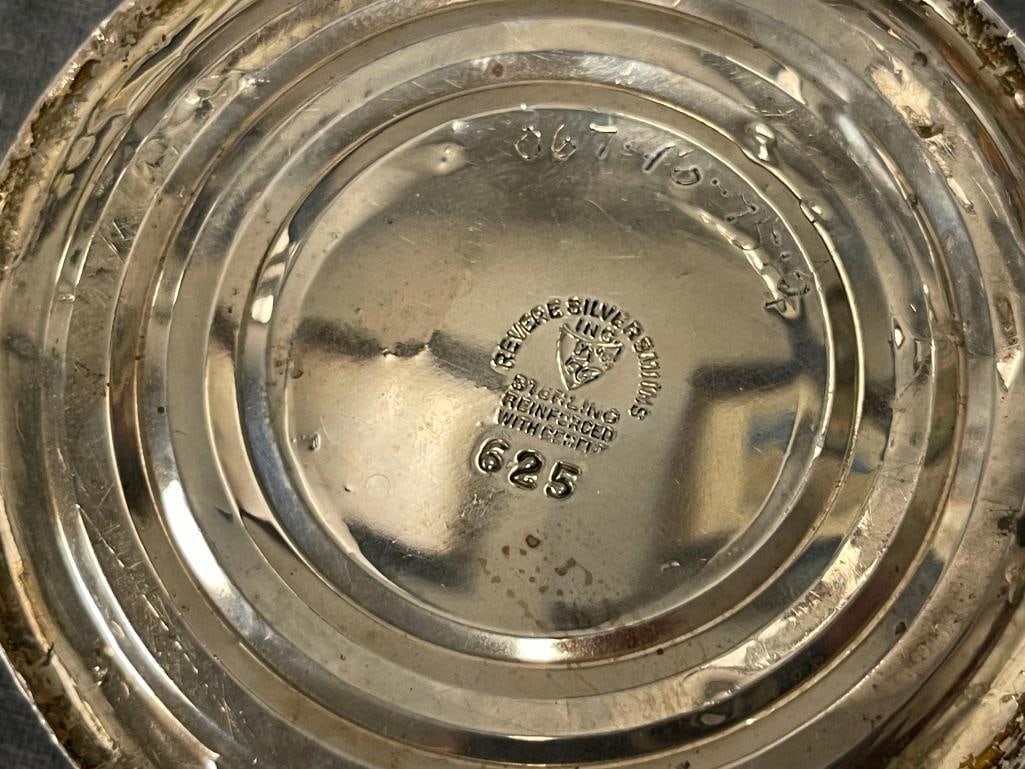 REVERE SILVERSMITHS
INC
STERLING
REINFORCED
WITH CEMENT
625